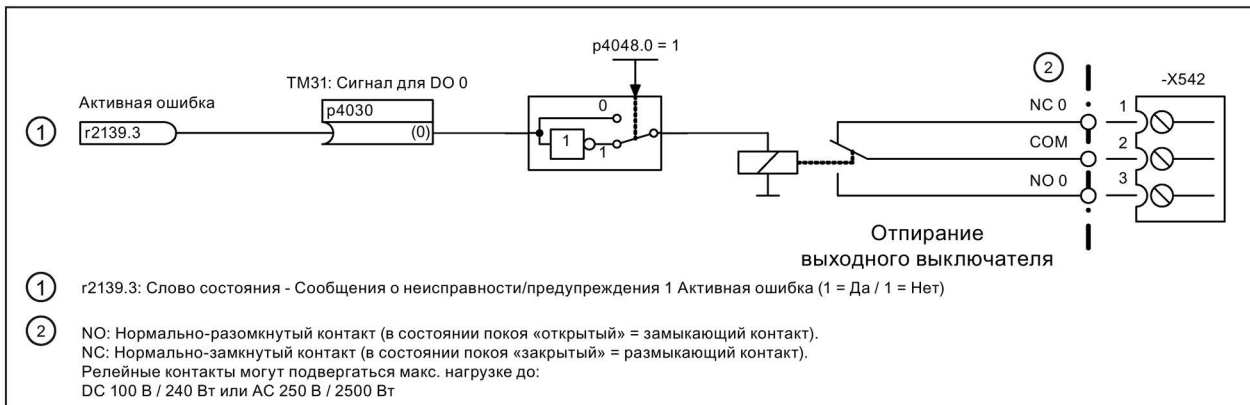 p4048.0 = 1
TM31: Сигнал для DO 0
Активная ошибка
p4030
1
r2139.3
(0)
0
1
1
2
-X542
NC 0
1
COM
2
NO 0
3
Отпирание
выходного выключателя
1 r2139.3: Слово состояния - Сообщения о неисправности/предупреждения 1 Активная ошибка (1 = Да / 1 = Нет)
2 NO: Нормально-разомкнутый контакт (в состоянии покоя «открытый» = замыкающий контакт).
NC: Нормально-замкнутый контакт (в состоянии покоя «закрытый» = размыкающий контакт).
Релейные контакты могут подвергаться макс. нагрузке до:
DC 100 В / 240 Вт или AC 250 В / 2500 Вт